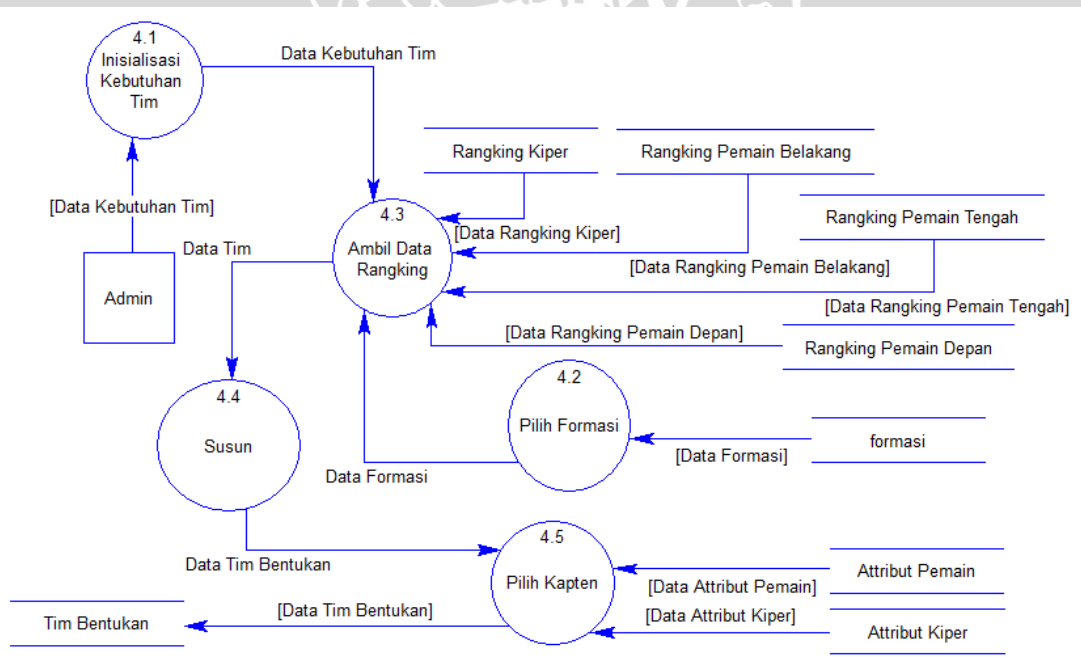 4.1
Inisialisasi
Kebutuhan
Tim
Data Kebutuhan Tim
Rangking Kiper
Rangking Pemain Belakang
[Data Kebutuhan Tim]
4.3
Ambil Data
Rangking
Rangking Pemain Tengah
[Data Rangking Kiper]
Data Tim
[Data Rangking Pemain Belakang]
Admin
[Data Rangking Pemain Tengah]
[Data Rangking Pemain Depan]
Rangking Pemain Depan
4.2
Pilih Formasi
4.4
Susun
formasi
[Data Formasi]
Data Formasi
4.5
Pilih Kapten
Data Tim Bentukan
Attribut Pemain
[Data Attribut Pemain]
[Data Tim Bentukan]
[Data Attribut Kiper]
Tim Bentukan
Attribut Kiper